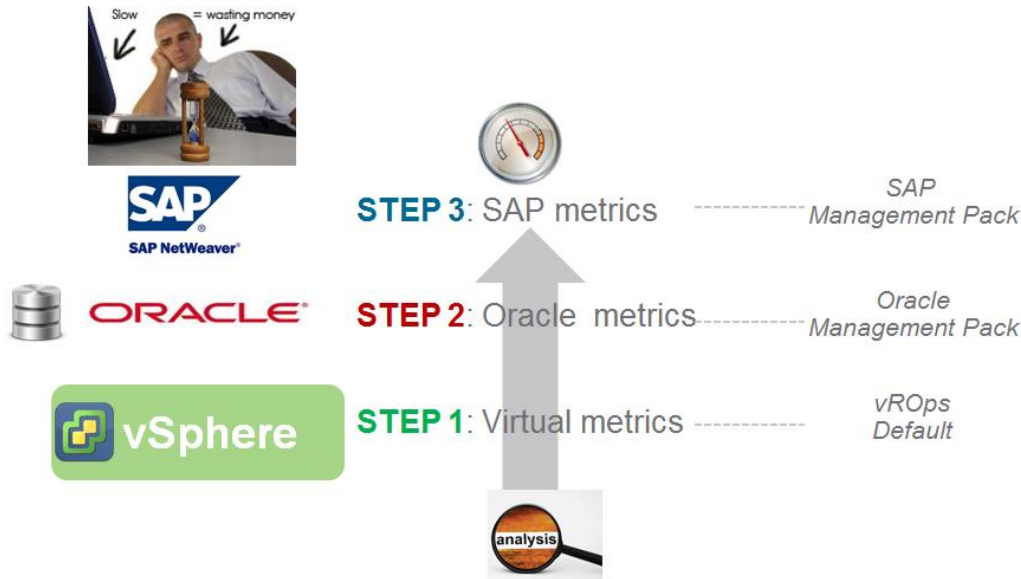 Slow = wasting money
SAP
®
SAP NetWeaver®
STEP 3: SAP metrics
SAP
Management Pack
ORACLE®
STEP 2: Oracle metrics
Oracle
Management Pack
vSphere
STEP 1: Virtual metrics
vROps
Default
analysis